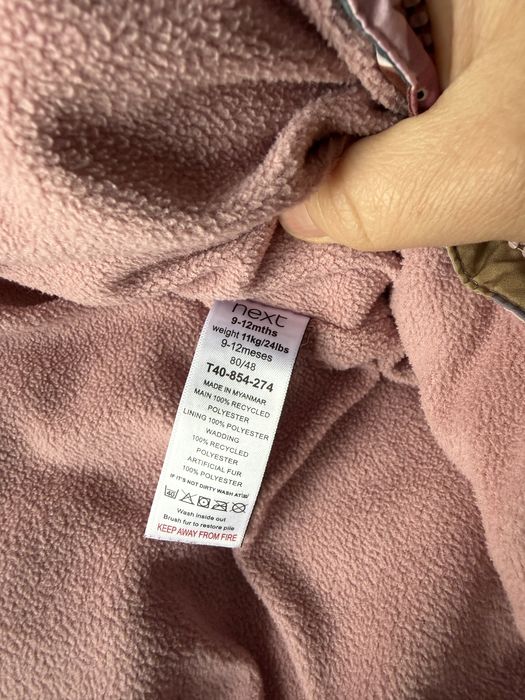 next
9-12mths
weight 11kg/24lbs
9-12meses
80/48
T40-854-274
MADE IN MYANMAR
MAIN 100% RECYCLED
POLYESTER
LINING 100% POLYESTER
WADDING
100% RECYCLED
POLYESTER
ARTIFICIAL FUR
100% POLYESTER
IF IT'S NOT DIRTY WASH AT 30
40
Wash inside out
Brush fur to restore pile
KEEP AWAY FROM FIRE